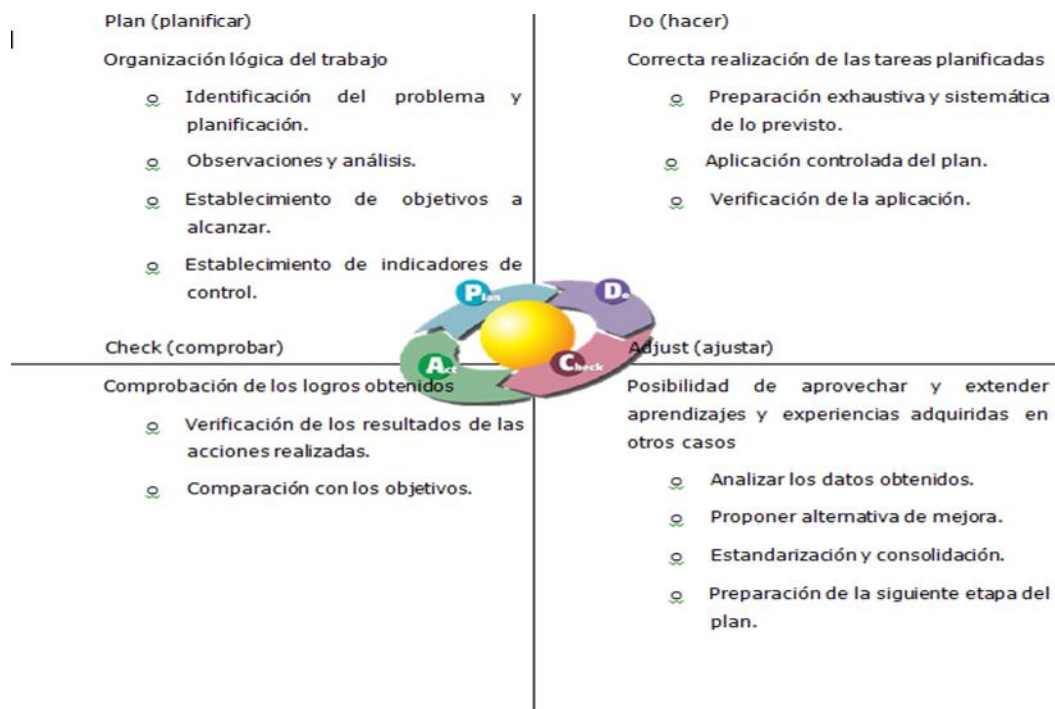 Plan (planificar)
Organización lógica del trabajo
o Identificación del problema y
planificación.
o Observaciones y análisis.
o Establecimiento de objetivos a
alcanzar.
o Establecimiento de indicadores de
control.
Do (hacer)
Correcta realización de las tareas planificadas
o Preparación exhaustiva y sistemática
de lo previsto.
o Aplicación controlada del plan.
o Verificación de la aplicación.
Plan
Do
Act
Check
Check (comprobar)
Comprobación de los logros obtenidos
o Verificación de los resultados de las
acciones realizadas.
o Comparación con los objetivos.
Adjust (ajustar)
Posibilidad de aprovechar y extender
aprendizajes y experiencias adquiridas en
otros casos
o Analizar los datos obtenidos.
o Proponer alternativa de mejora.
o Estandarización y consolidación.
o Preparación de la siguiente etapa del
plan.